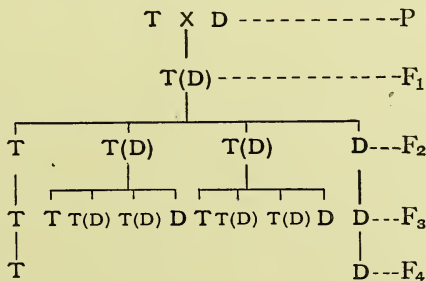 T X D P
T(D) F₁
T T(D) T(D) D F₂
T T T(D) T(D) D T T(D) T(D) D D F₃
T D F₄